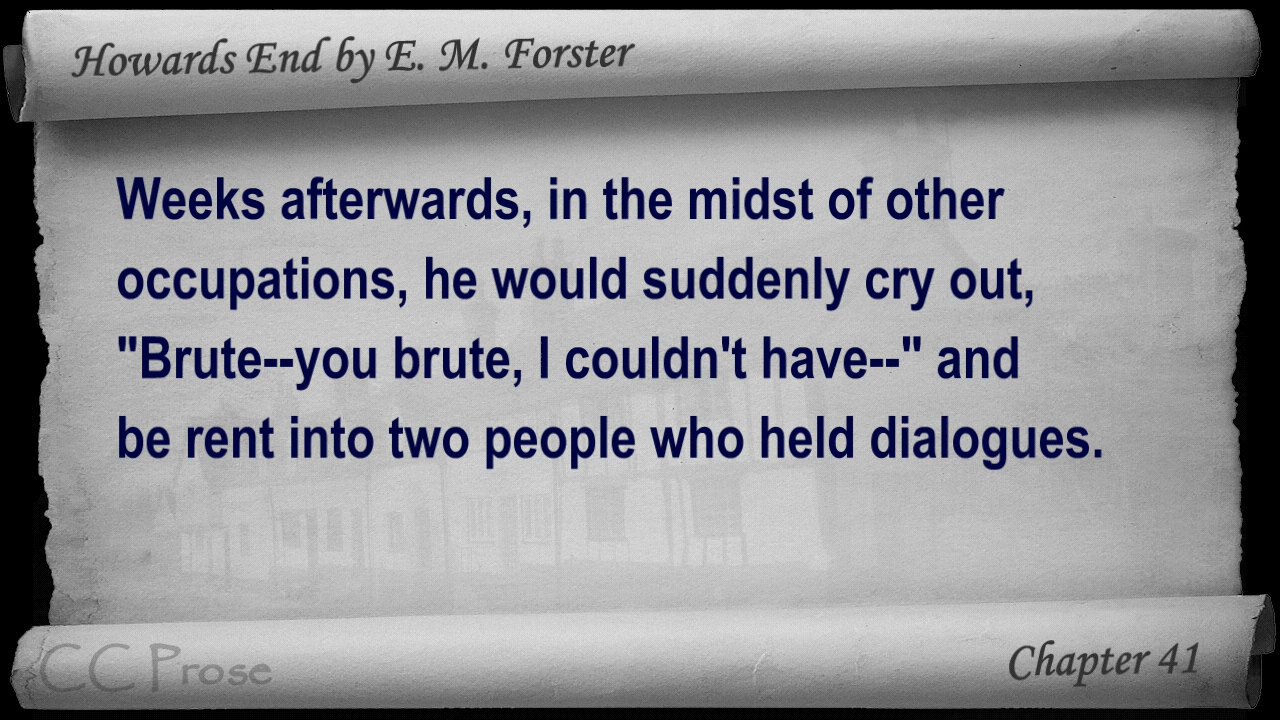 Howards End by E. M. Forster
Weeks afterwards, in the midst of other
occupations, he would suddenly cry out,
"Brute--you brute, I couldn't have--" and
be rent into two people who held dialogues.
CC Prose
Chapter 41